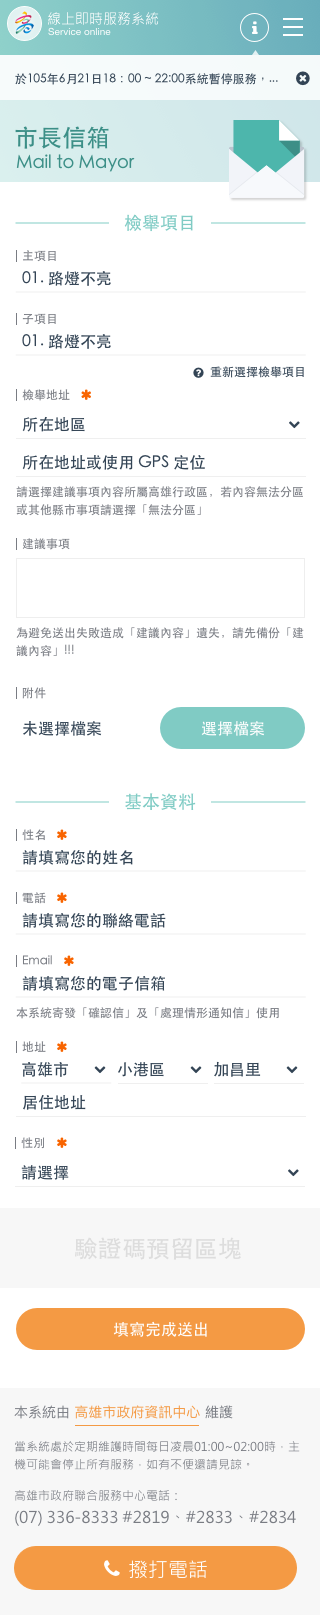 線上即時服務系統
Service online
於105年6月21日18：00 ~ 22:00系統暫停服務，...
市長信箱
Mail to Mayor
檢舉項目
主項目
01. 路燈不亮
子項目
01. 路燈不亮
重新選擇檢舉項目
檢舉地址 ✱
所在地區
所在地址或使用 GPS 定位
請選擇建議事項內容所屬高雄行政區，若內容無法分區
或其他縣市事項請選擇「無法分區」
建議事項
為避免送出失敗造成「建議內容」遺失，請先備份「建
議內容」!!!
附件
未選擇檔案 選擇檔案
基本資料
姓名 ✱
請填寫您的姓名
電話 ✱
請填寫您的聯絡電話
Email ✱
請填寫您的電子信箱
本系統寄發「確認信」及「處理情形通知信」使用
地址 ✱
高雄市 小港區 加昌里
居住地址
性別 ✱
請選擇
驗證碼預留區塊
填寫完成送出
本系統由 高雄市政府資訊中心 維護
當系統處於定期維護時間每日凌晨01:00~02:00時，主
機可能會停止所有服務，如有不便還請見諒。
高雄市政府聯合服務中心電話：
(07) 336-8333 #2819、#2833、#2834
撥打電話